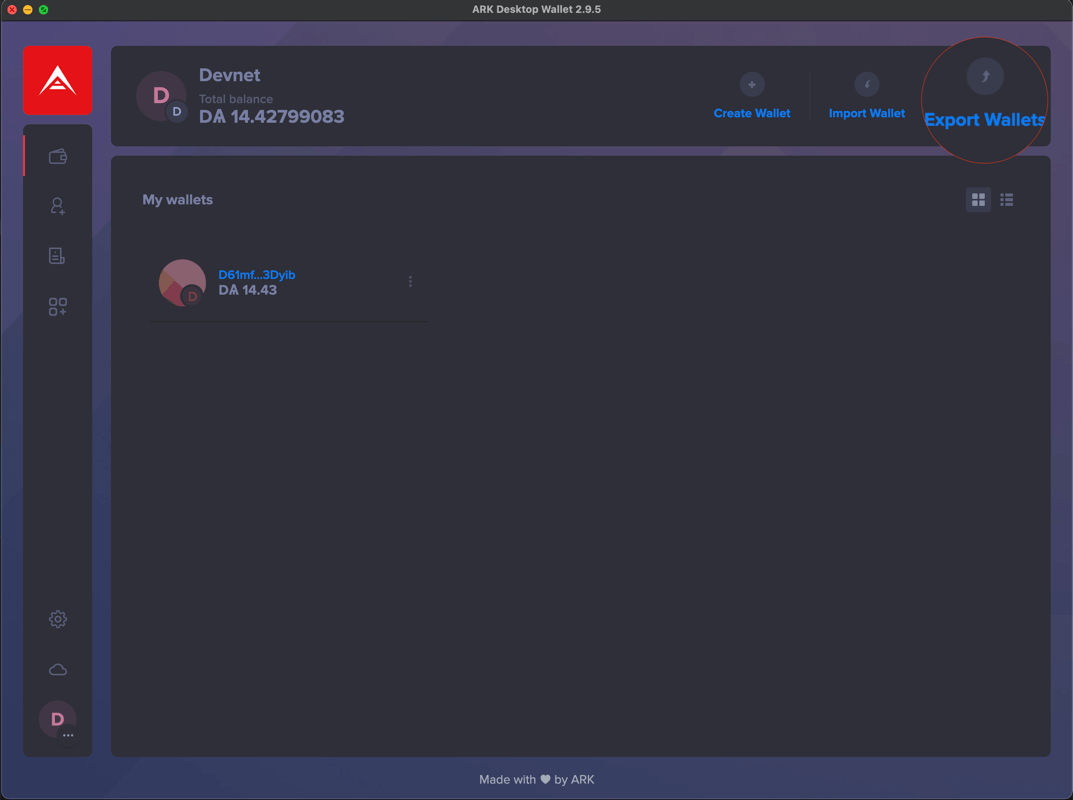 ARK Desktop Wallet 2.9.5
D
D
Devnet
Total balance
DѦ 14.42799083
Create Wallet
Import Wallet
Export Wallets
My wallets
D
D61mf...3Dyib
DѦ 14.43
D
Made with ♥ by ARK